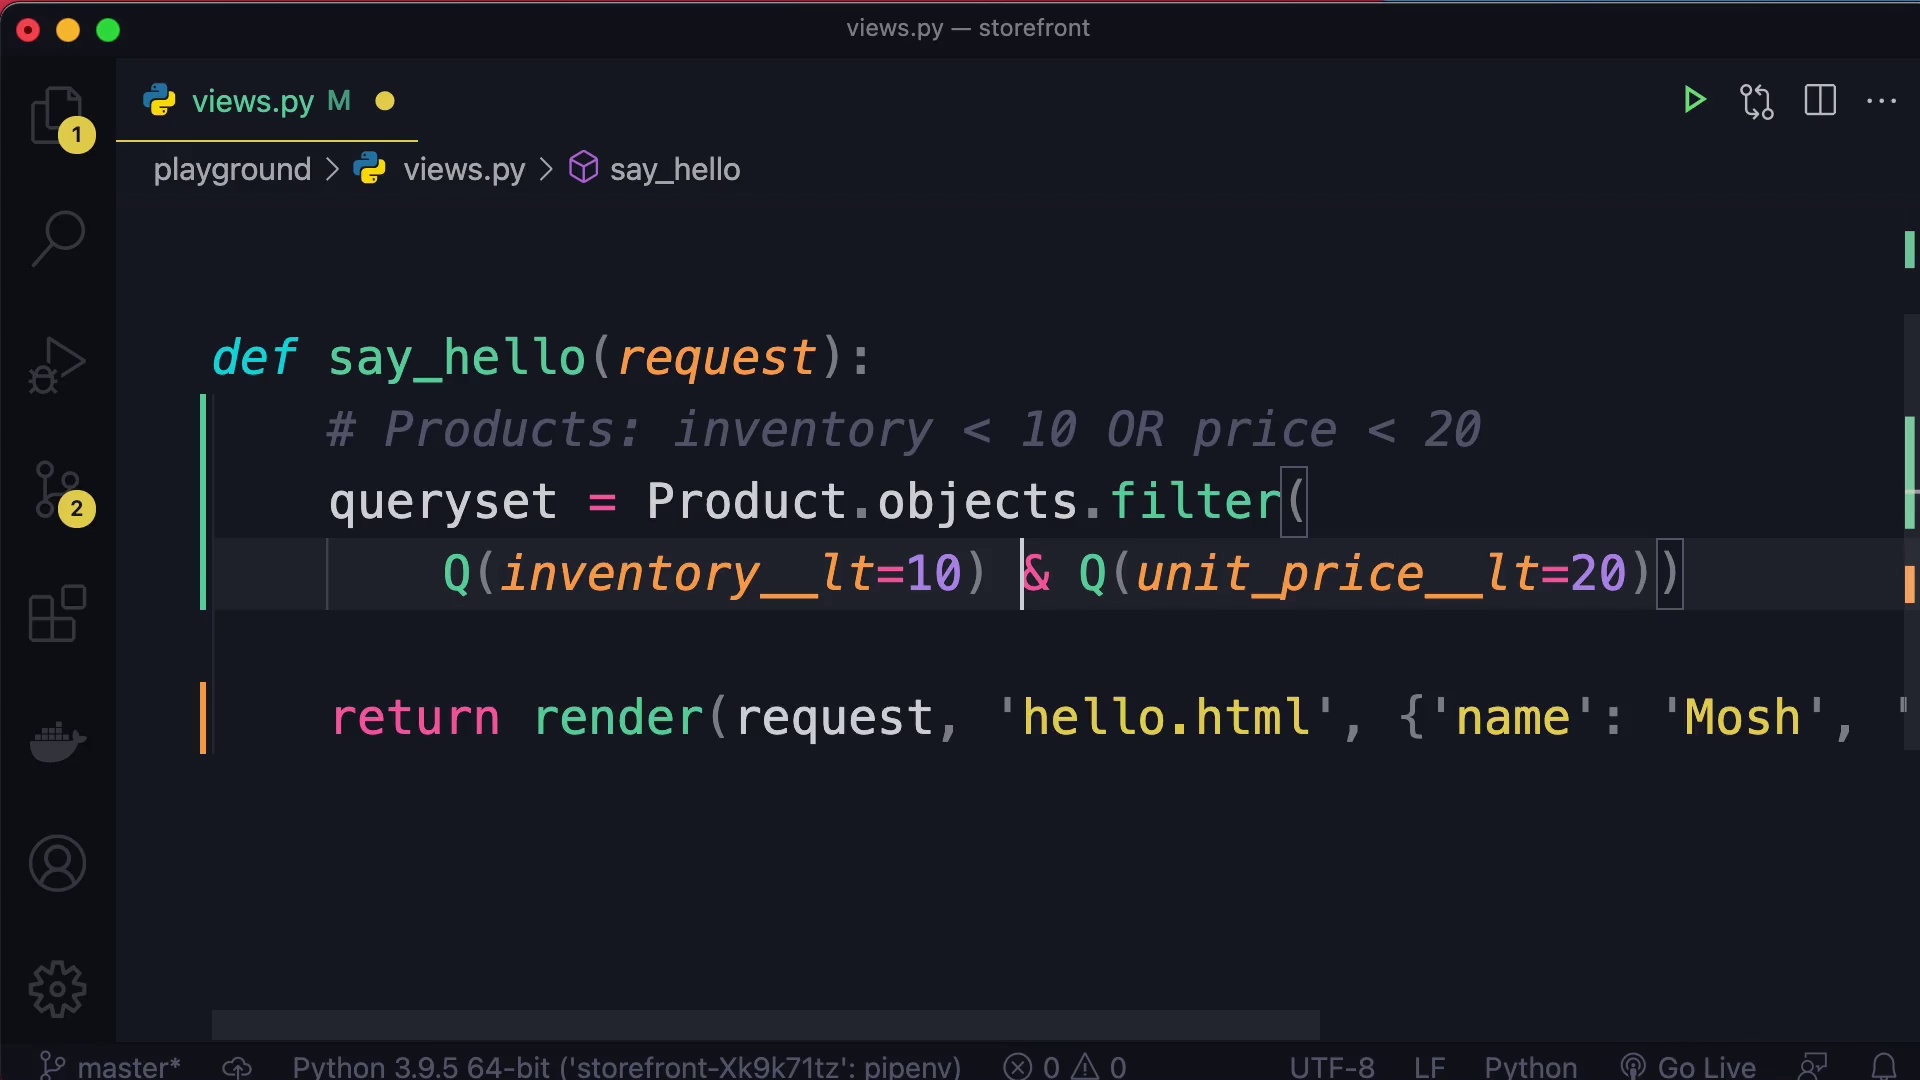 views.py — storefront
views.py M
1
playground > views.py > say_hello
def say_hello(request):
# Products: inventory < 10 OR price < 20
queryset = Product.objects.filter(
Q(inventory__lt=10) & Q(unit_price__lt=20))
2
return render(request, 'hello.html', {'name': 'Mosh', '
master* Python 3.9.5 64-bit ('storefront-Xk9k71tz': pipenv) 0 0 UTF-8 LF Python Go Live